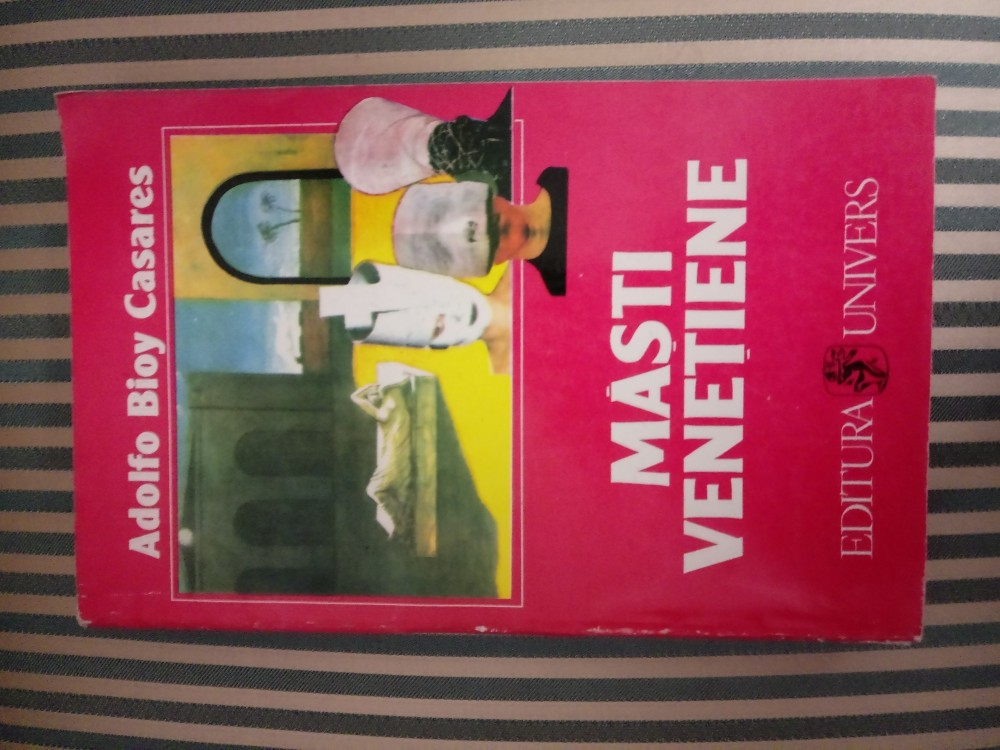 Adolfo Bioy Casares
MĂȘTI
VENEȚIENE
EDITURA UNIVERS